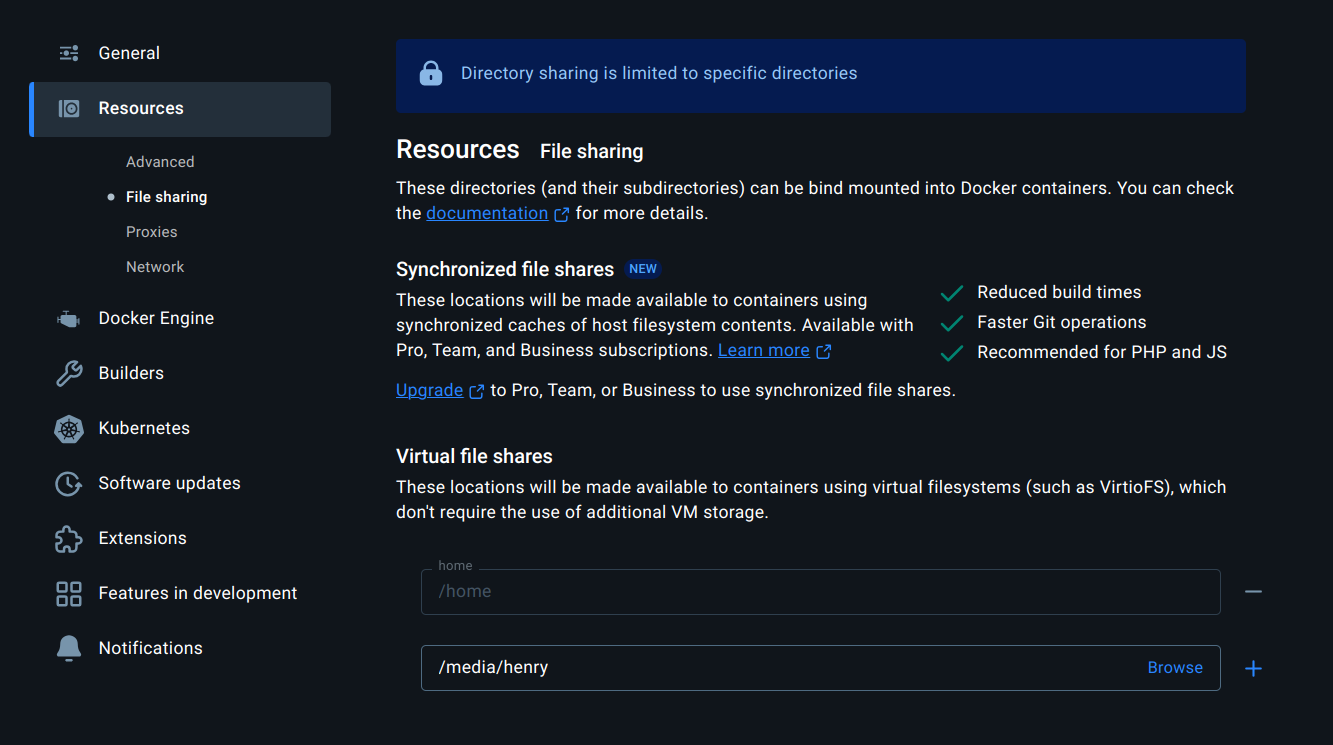 General
Resources
Advanced
File sharing
Proxies
Network
Docker Engine
Builders
Kubernetes
Software updates
Extensions
Features in development
Notifications
Directory sharing is limited to specific directories
Resources File sharing
These directories (and their subdirectories) can be bind mounted into Docker containers. You can check
the documentation for more details.
Synchronized file shares NEW
These locations will be made available to containers using
synchronized caches of host filesystem contents. Available with
Pro, Team, and Business subscriptions. Learn more
Reduced build times
Faster Git operations
Recommended for PHP and JS
Upgrade to Pro, Team, or Business to use synchronized file shares.
Virtual file shares
These locations will be made available to containers using virtual filesystems (such as VirtioFS), which
don't require the use of additional VM storage.
home
/home
/media/henry Browse